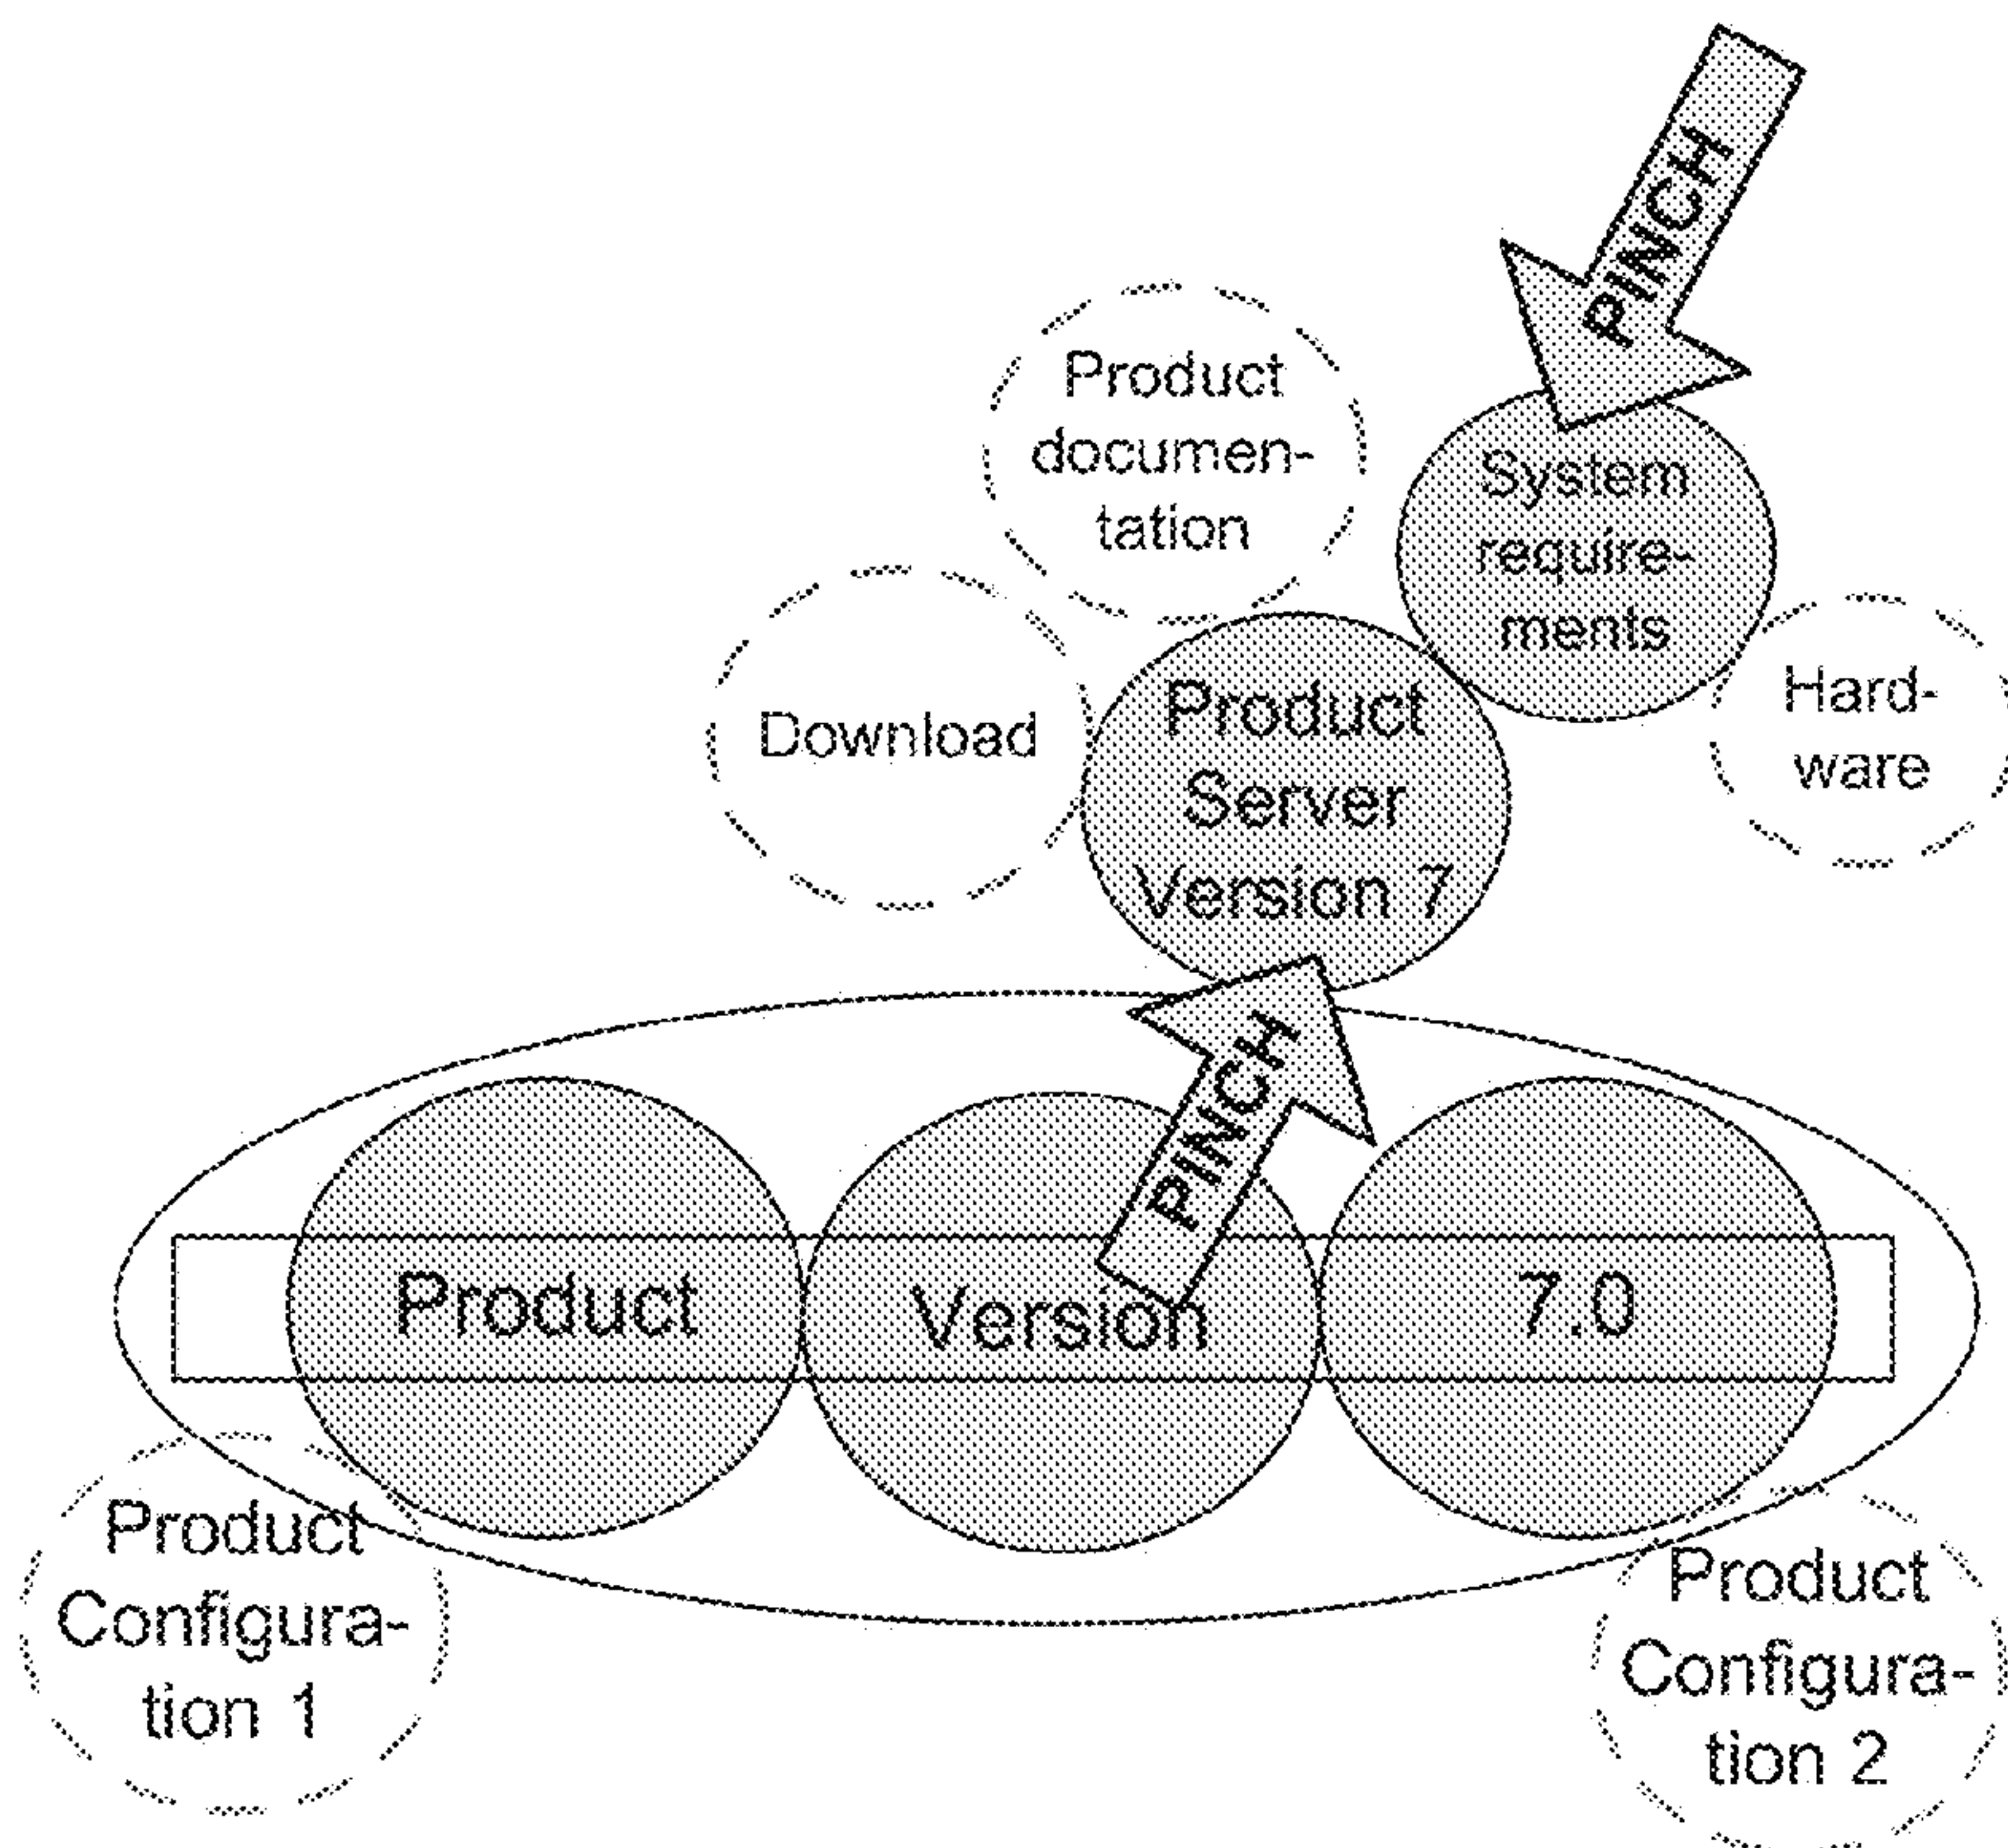 PINCH
Product
documen-
tation
System
require-
ments
Download
Product
Server
Version 7
Hard-
ware
PINCH
Product
Version
7.0
Product
Configura-
tion 1
Product
Configura-
tion 2